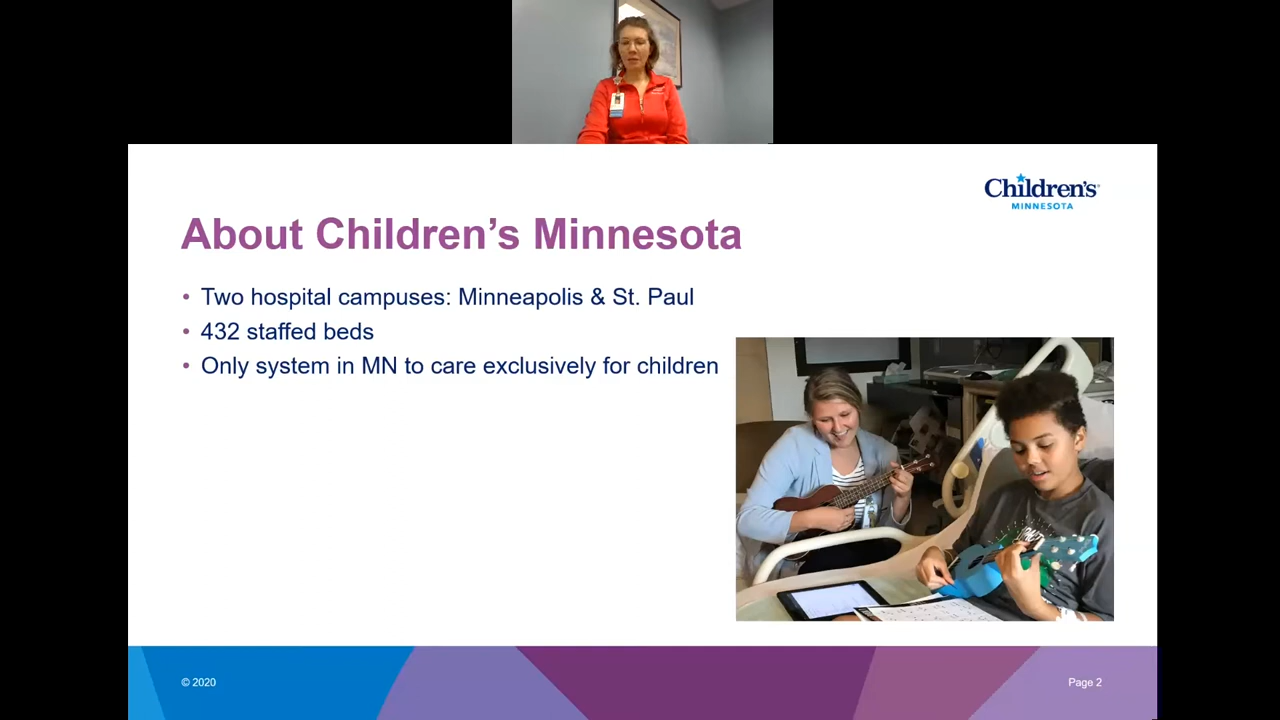 Children's
MINNESOTA
About Children’s Minnesota
• Two hospital campuses: Minneapolis & St. Paul
• 432 staffed beds
• Only system in MN to care exclusively for children
© 2020
Page 2